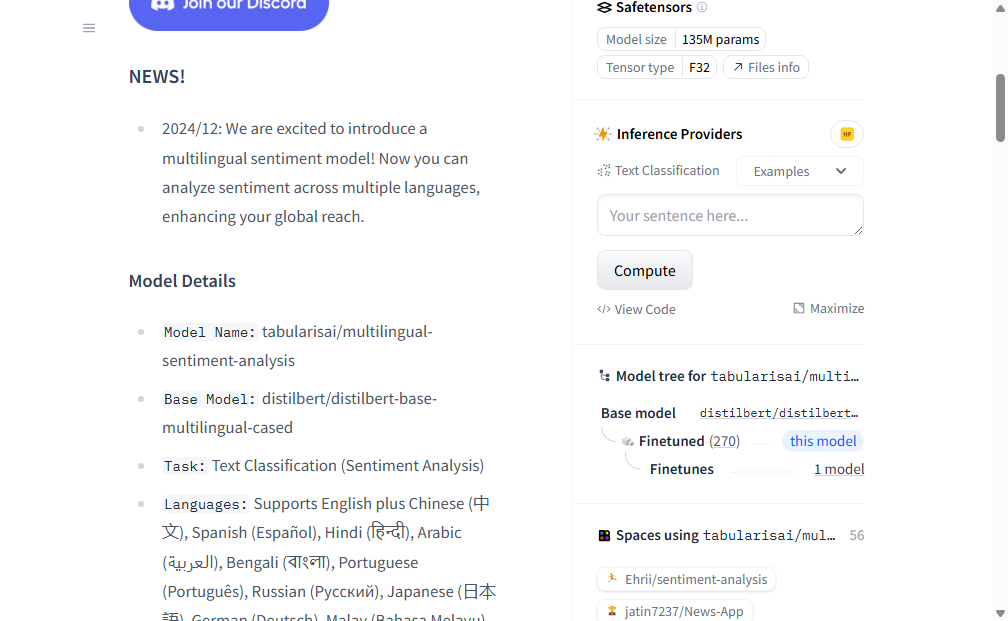 Join our Discord
NEWS!
2024/12: We are excited to introduce a
multilingual sentiment model! Now you can
analyze sentiment across multiple languages,
enhancing your global reach.
Model Details
Model Name: tabularisai/multilingual-
sentiment-analysis
Base Model: distilbert/distilbert-base-
multilingual-cased
Task: Text Classification (Sentiment Analysis)
Languages: Supports English plus Chinese (中
文), Spanish (Español), Hindi (हिन्दी), Arabic
(العربية), Bengali (বাংলা), Portuguese
(Português), Russian (Русский), Japanese (日本
語), German (Deutsch), Malay (Bahasa Melayu),
Safetensors
Model size 135M params
Tensor type F32 Files info
Inference Providers
HF
Text Classification Examples
Your sentence here...
Compute
</> View Code Maximize
Model tree for tabularisai/multi…
Base model distilbert/distilbert…
Finetuned (270) this model
Finetunes 1 model
Spaces using tabularisai/mul… 56
Ehrii/sentiment-analysis
jatin7237/News-App